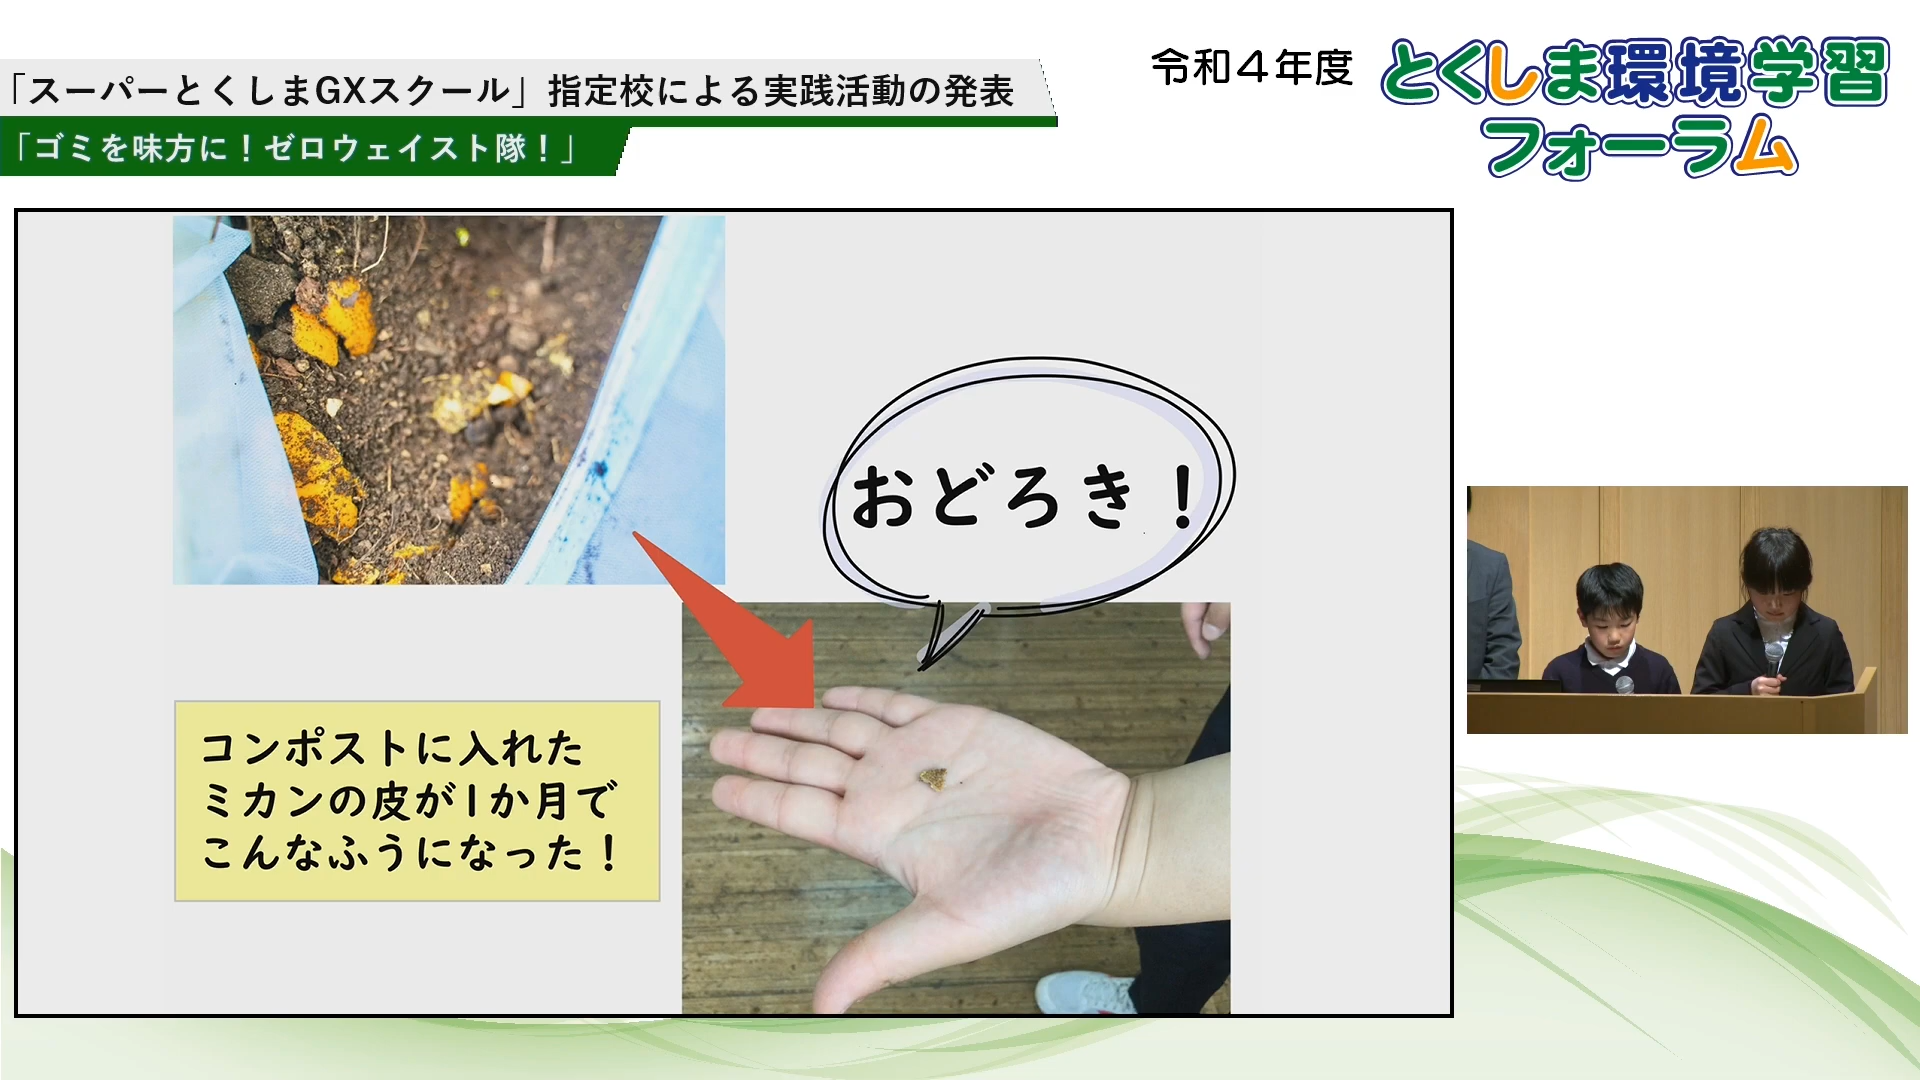 「スーパーとくしまGXスクール」指定校による実践活動の発表
「ゴミを味方に！ゼロウェイスト隊！」
令和4年度
とくしま環境学習
フォーラム
おどろき！
コンポストに入れた
ミカンの皮が1か月で
こんなふうになった！